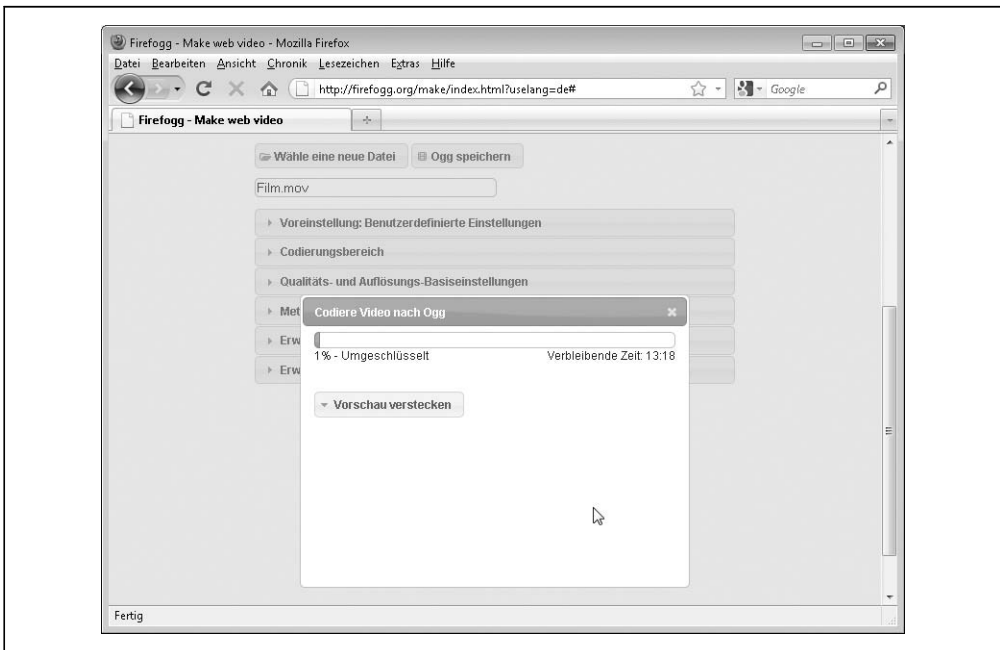 Firefogg - Make web video - Mozilla Firefox
Datei Bearbeiten Ansicht Chronik Lesezeichen Extras Hilfe
http://firefogg.org/make/index.html?uselang=de# Google
Firefogg - Make web video
Wähle eine neue Datei Ogg speichern
Film.mov
Voreinstellung: Benutzerdefinierte Einstellungen
Codierungsbereich
Qualitäts- und Auflösungs-Basiseinstellungen
Met Codiere Video nach Ogg
Erw
1% - Umgeschlüsselt Verbleibende Zeit: 13:18
Erw
Vorschau verstecken
Fertig